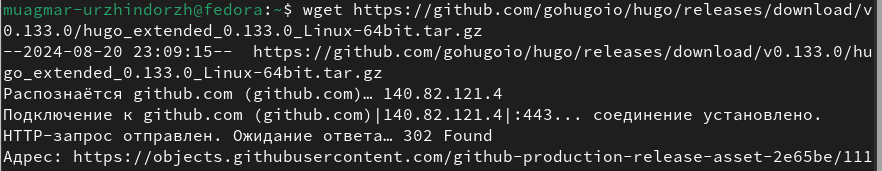 muagmar-urzhindorzh@fedora:~$ wget https://github.com/gohugoio/hugo/releases/download/v
0.133.0/hugo_extended_0.133.0_Linux-64bit.tar.gz
--2024-08-20 23:09:15--  https://github.com/gohugoio/hugo/releases/download/v0.133.0/hu
go_extended_0.133.0_Linux-64bit.tar.gz
Распознаётся github.com (github.com)… 140.82.121.4
Подключение к github.com (github.com)|140.82.121.4|:443... соединение установлено.
HTTP-запрос отправлен. Ожидание ответа… 302 Found
Адрес: https://objects.githubusercontent.com/github-production-release-asset-2e65be/111